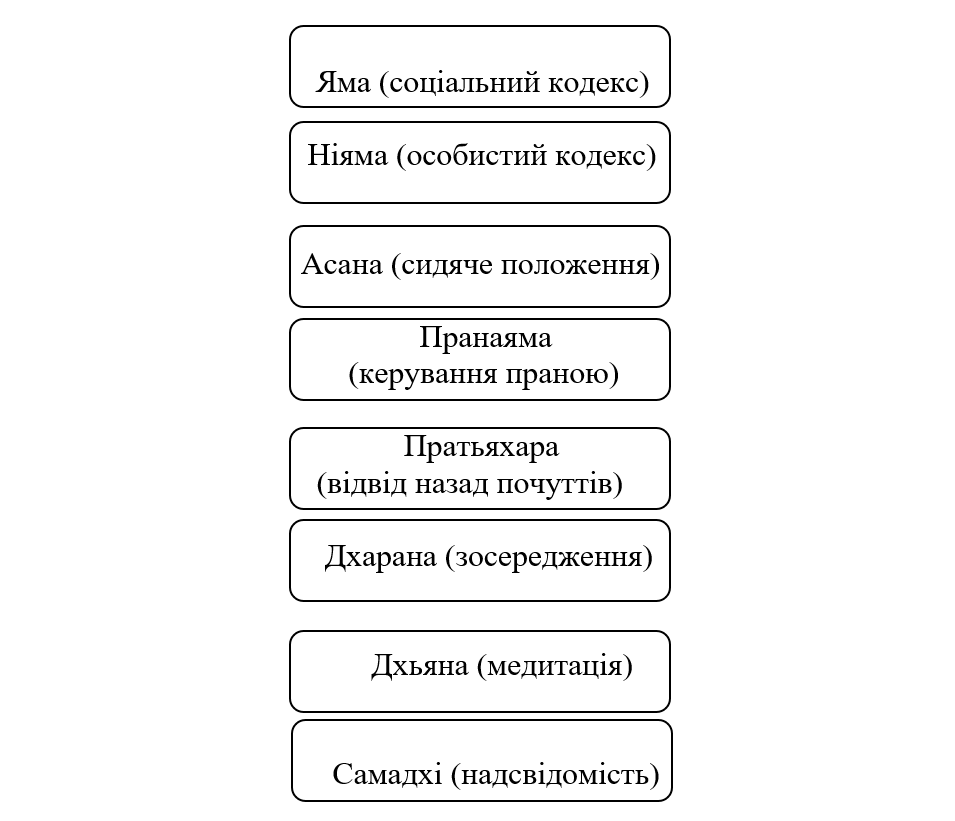 Яма (соціальний кодекс)
Ніяма (особистий кодекс)
Асана (сидяче положення)
Пранаяма
(керування праною)
Пратьяхара
(відвід назад почуттів)
Дхарана (зосередження)
Дхьяна (медитація)
Самадхі (надсвідомість)